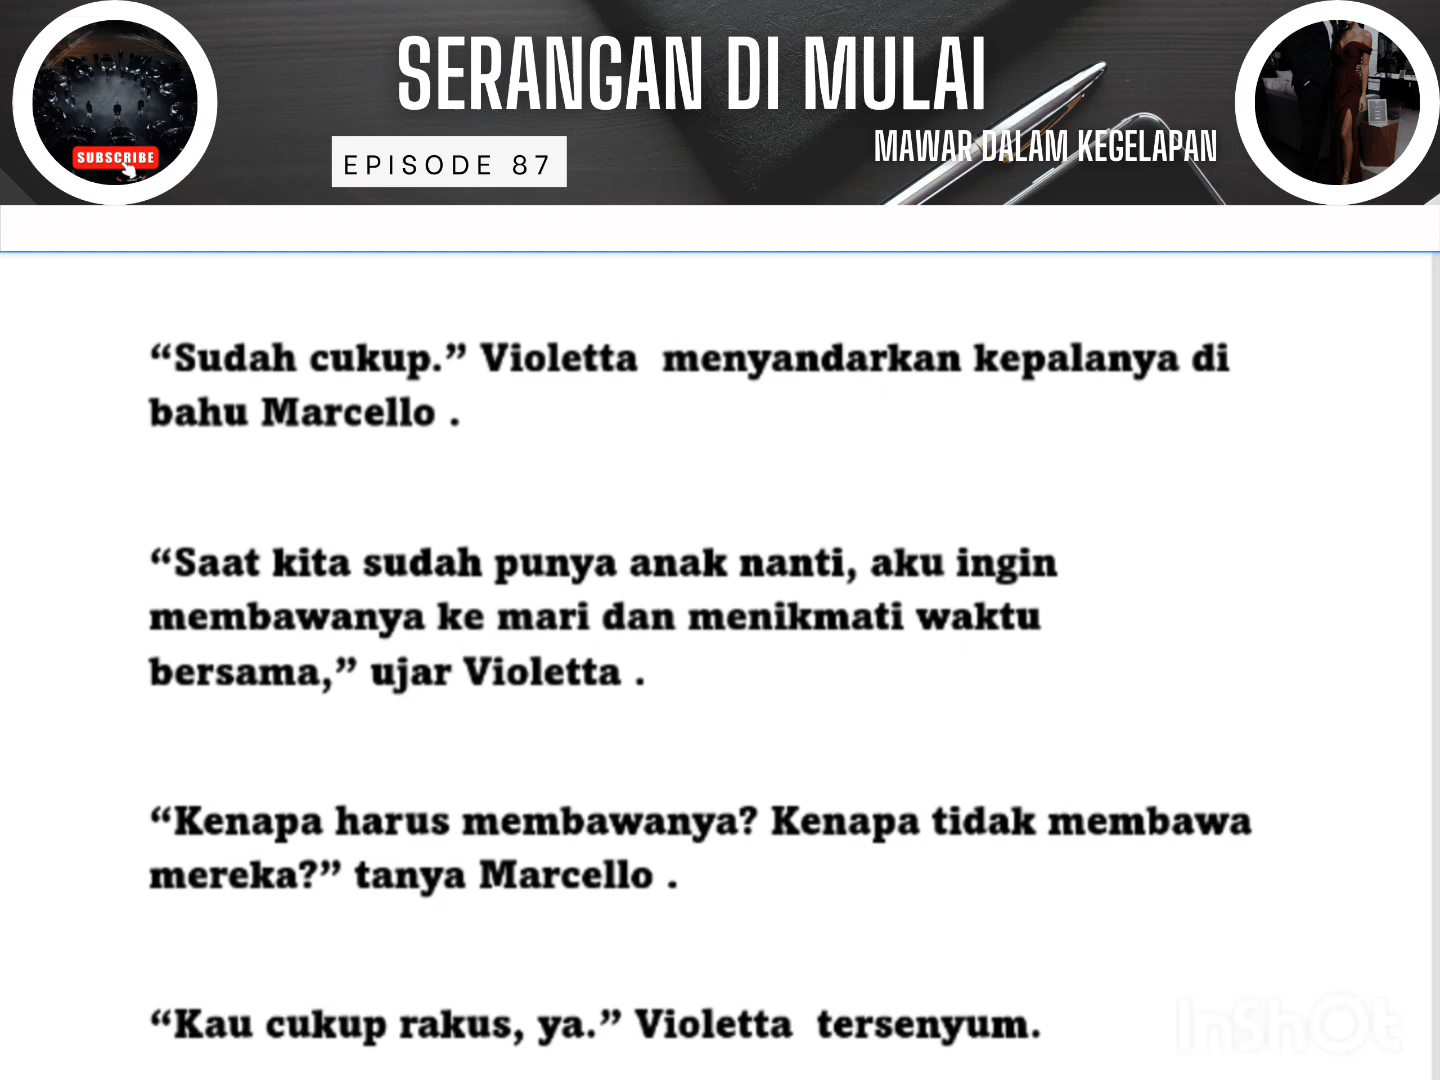 SERANGAN DI MULAI
MAWAR DALAM KEGELAPAN
EPISODE 87
SUBSCRIBE
“Sudah cukup.” Violetta menyandarkan kepalanya di
bahu Marcello .
“Saat kita sudah punya anak nanti, aku ingin
membawanya ke mari dan menikmati waktu
bersama,” ujar Violetta .
“Kenapa harus membawanya? Kenapa tidak membawa
mereka?” tanya Marcello .
“Kau cukup rakus, ya.” Violetta tersenyum.
InShOt